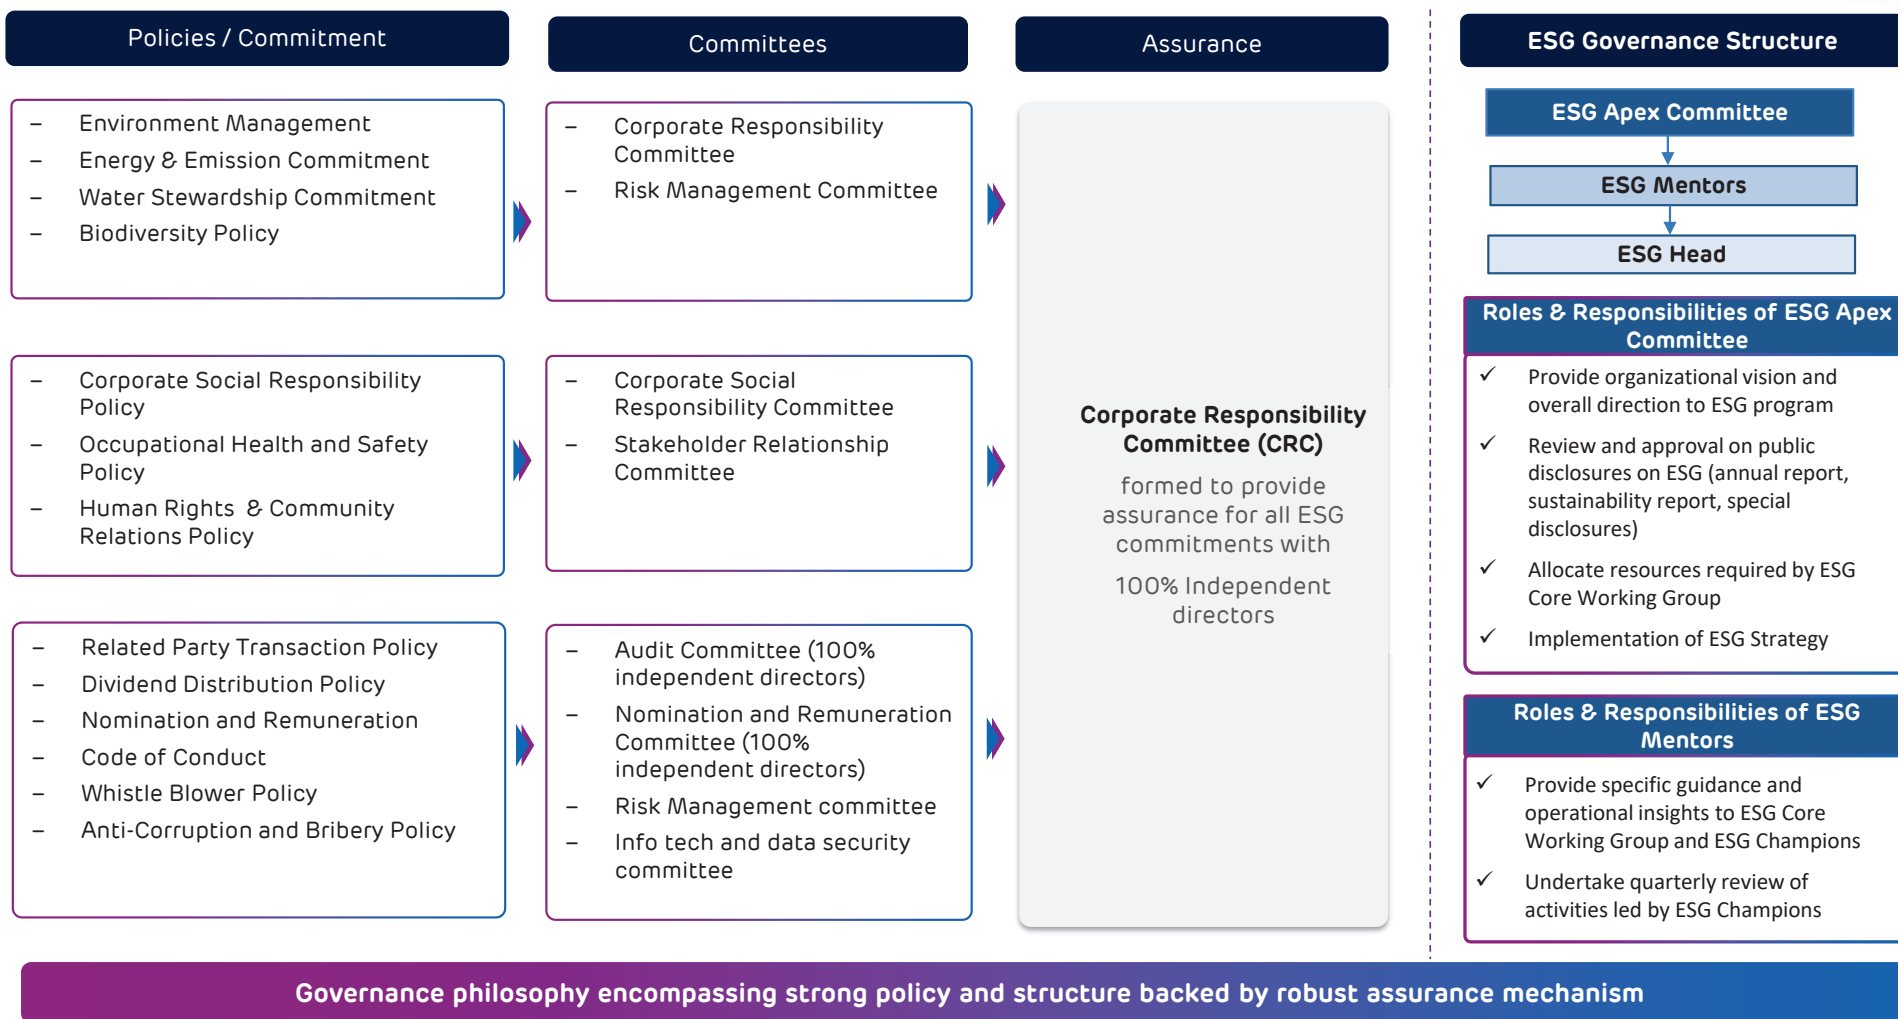 Policies / Commitment
– Environment Management
– Energy & Emission Commitment
– Water Stewardship Commitment
– Biodiversity Policy
– Corporate Social Responsibility
Policy
– Occupational Health and Safety
Policy
– Human Rights & Community
Relations Policy
– Related Party Transaction Policy
– Dividend Distribution Policy
– Nomination and Remuneration
– Code of Conduct
– Whistle Blower Policy
– Anti-Corruption and Bribery Policy
Committees
– Corporate Responsibility
Committee
– Risk Management Committee
– Corporate Social
Responsibility Committee
– Stakeholder Relationship
Committee
– Audit Committee (100%
independent directors)
– Nomination and Remuneration
Committee (100%
independent directors)
– Risk Management committee
– Info tech and data security
committee
Assurance
Corporate Responsibility
Committee (CRC)
formed to provide
assurance for all ESG
commitments with
100% Independent
directors
ESG Governance Structure
ESG Apex Committee
ESG Mentors
ESG Head
Roles & Responsibilities of ESG Apex
Committee
✓ Provide organizational vision and
overall direction to ESG program
✓ Review and approval on public
disclosures on ESG (annual report,
sustainability report, special
disclosures)
✓ Allocate resources required by ESG
Core Working Group
✓ Implementation of ESG Strategy
Roles & Responsibilities of ESG
Mentors
✓ Provide specific guidance and
operational insights to ESG Core
Working Group and ESG Champions
✓ Undertake quarterly review of
activities led by ESG Champions
Governance philosophy encompassing strong policy and structure backed by robust assurance mechanism